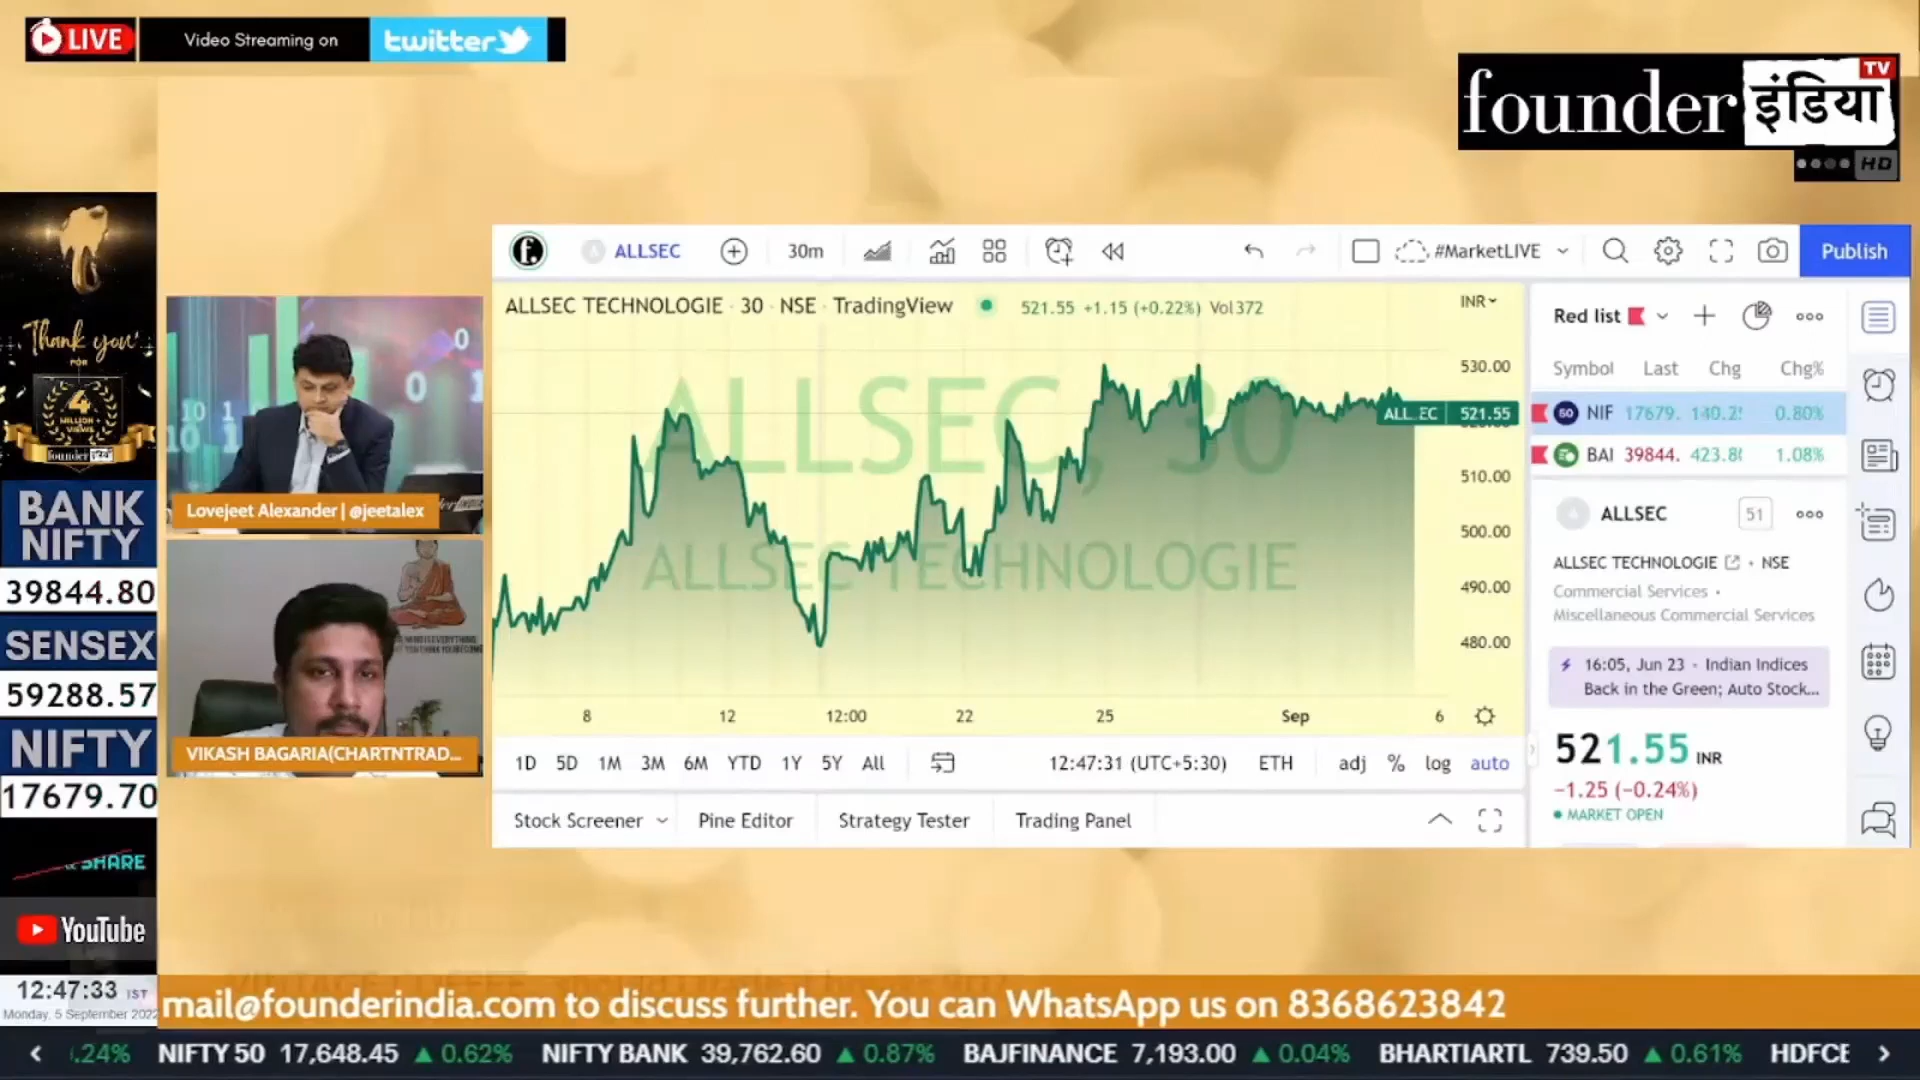 LIVE
Video Streaming on
twitter
founder इंडिया
TV
HD
Thank you
FOR
4
MILLION +
VIEWS
founder इंडिया
BANK
NIFTY
39844.80
SENSEX
59288.57
NIFTY
17679.70
SHARE
YouTube
12:47:33 IST
Monday, 5 September 2022
Lovejeet Alexander | @jeetalex
VIKASH BAGARIA(CHARTNTRAD...
ALLSEC
30m
#MarketLIVE
Publish
ALLSEC TECHNOLOGIE · 30 · NSE · TradingView
521.55 +1.15 (+0.22%) Vol372
INR
ALLSEC, 30
ALLSEC TECHNOLOGIE
530.00
521.55
510.00
500.00
490.00
480.00
8 12 12:00 22 25 Sep 6
1D 5D 1M 3M 6M YTD 1Y 5Y All
12:47:31 (UTC+5:30) ETH adj % log auto
Stock Screener Pine Editor Strategy Tester Trading Panel
Red list
Symbol Last Chg Chg%
50 NIF 17679. 140.2 0.80%
BAI 39844. 423.8 1.08%
ALLSEC
51
ALLSEC TECHNOLOGIE · NSE
Commercial Services ·
Miscellaneous Commercial Services
16:05, Jun 23 · Indian Indices
Back in the Green; Auto Stock...
521.55 INR
−1.25 (−0.24%)
MARKET OPEN
mail@founderindia.com to discuss further. You can WhatsApp us on 8368623842
.24% NIFTY 50 17,648.45 ▲ 0.62% NIFTY BANK 39,762.60 ▲ 0.87% BAJFINANCE 7,193.00 ▲ 0.04% BHARTIARTL 739.50 ▲ 0.61% HDFCE